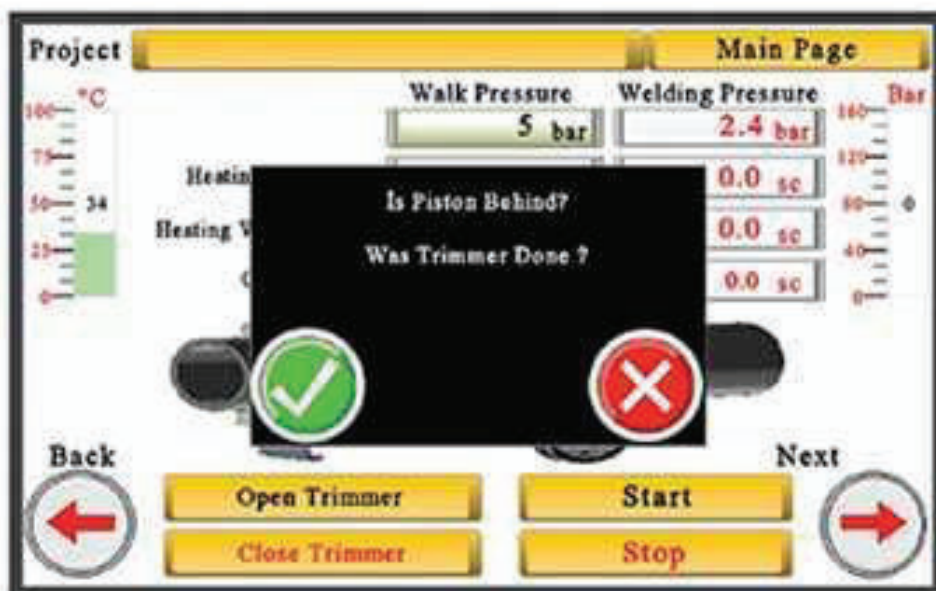 Project
Main Page
°C
Walk Pressure
Welding Pressure
Bar
100
75
50
25
0
34
5 bar
2.4 bar
160
120
80
40
0
0
Heatin
0.0 sc
Heating
0.0 sc
0.0 sc
Is Piston Behind?
Was Trimmer Done ?
Back
Next
Open Trimmer
Start
Close Trimmer
Stop